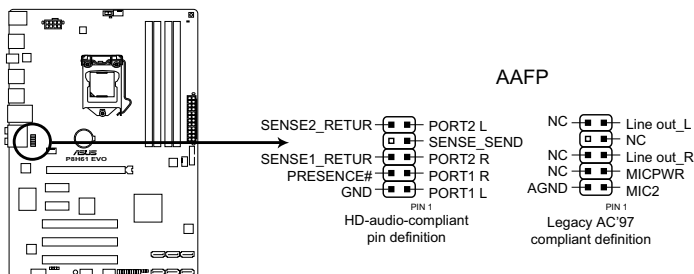 AAFP
SENSE2_RETUR PORT2 L
SENSE_SEND
SENSE1_RETUR PORT2 R
PRESENCE# PORT1 R
GND PORT1 L
PIN 1
HD-audio-compliant
pin definition
NC Line out_L
NC
NC Line out_R
NC MICPWR
AGND MIC2
PIN 1
Legacy AC'97
compliant definition
ASUS
P8H61 EVO